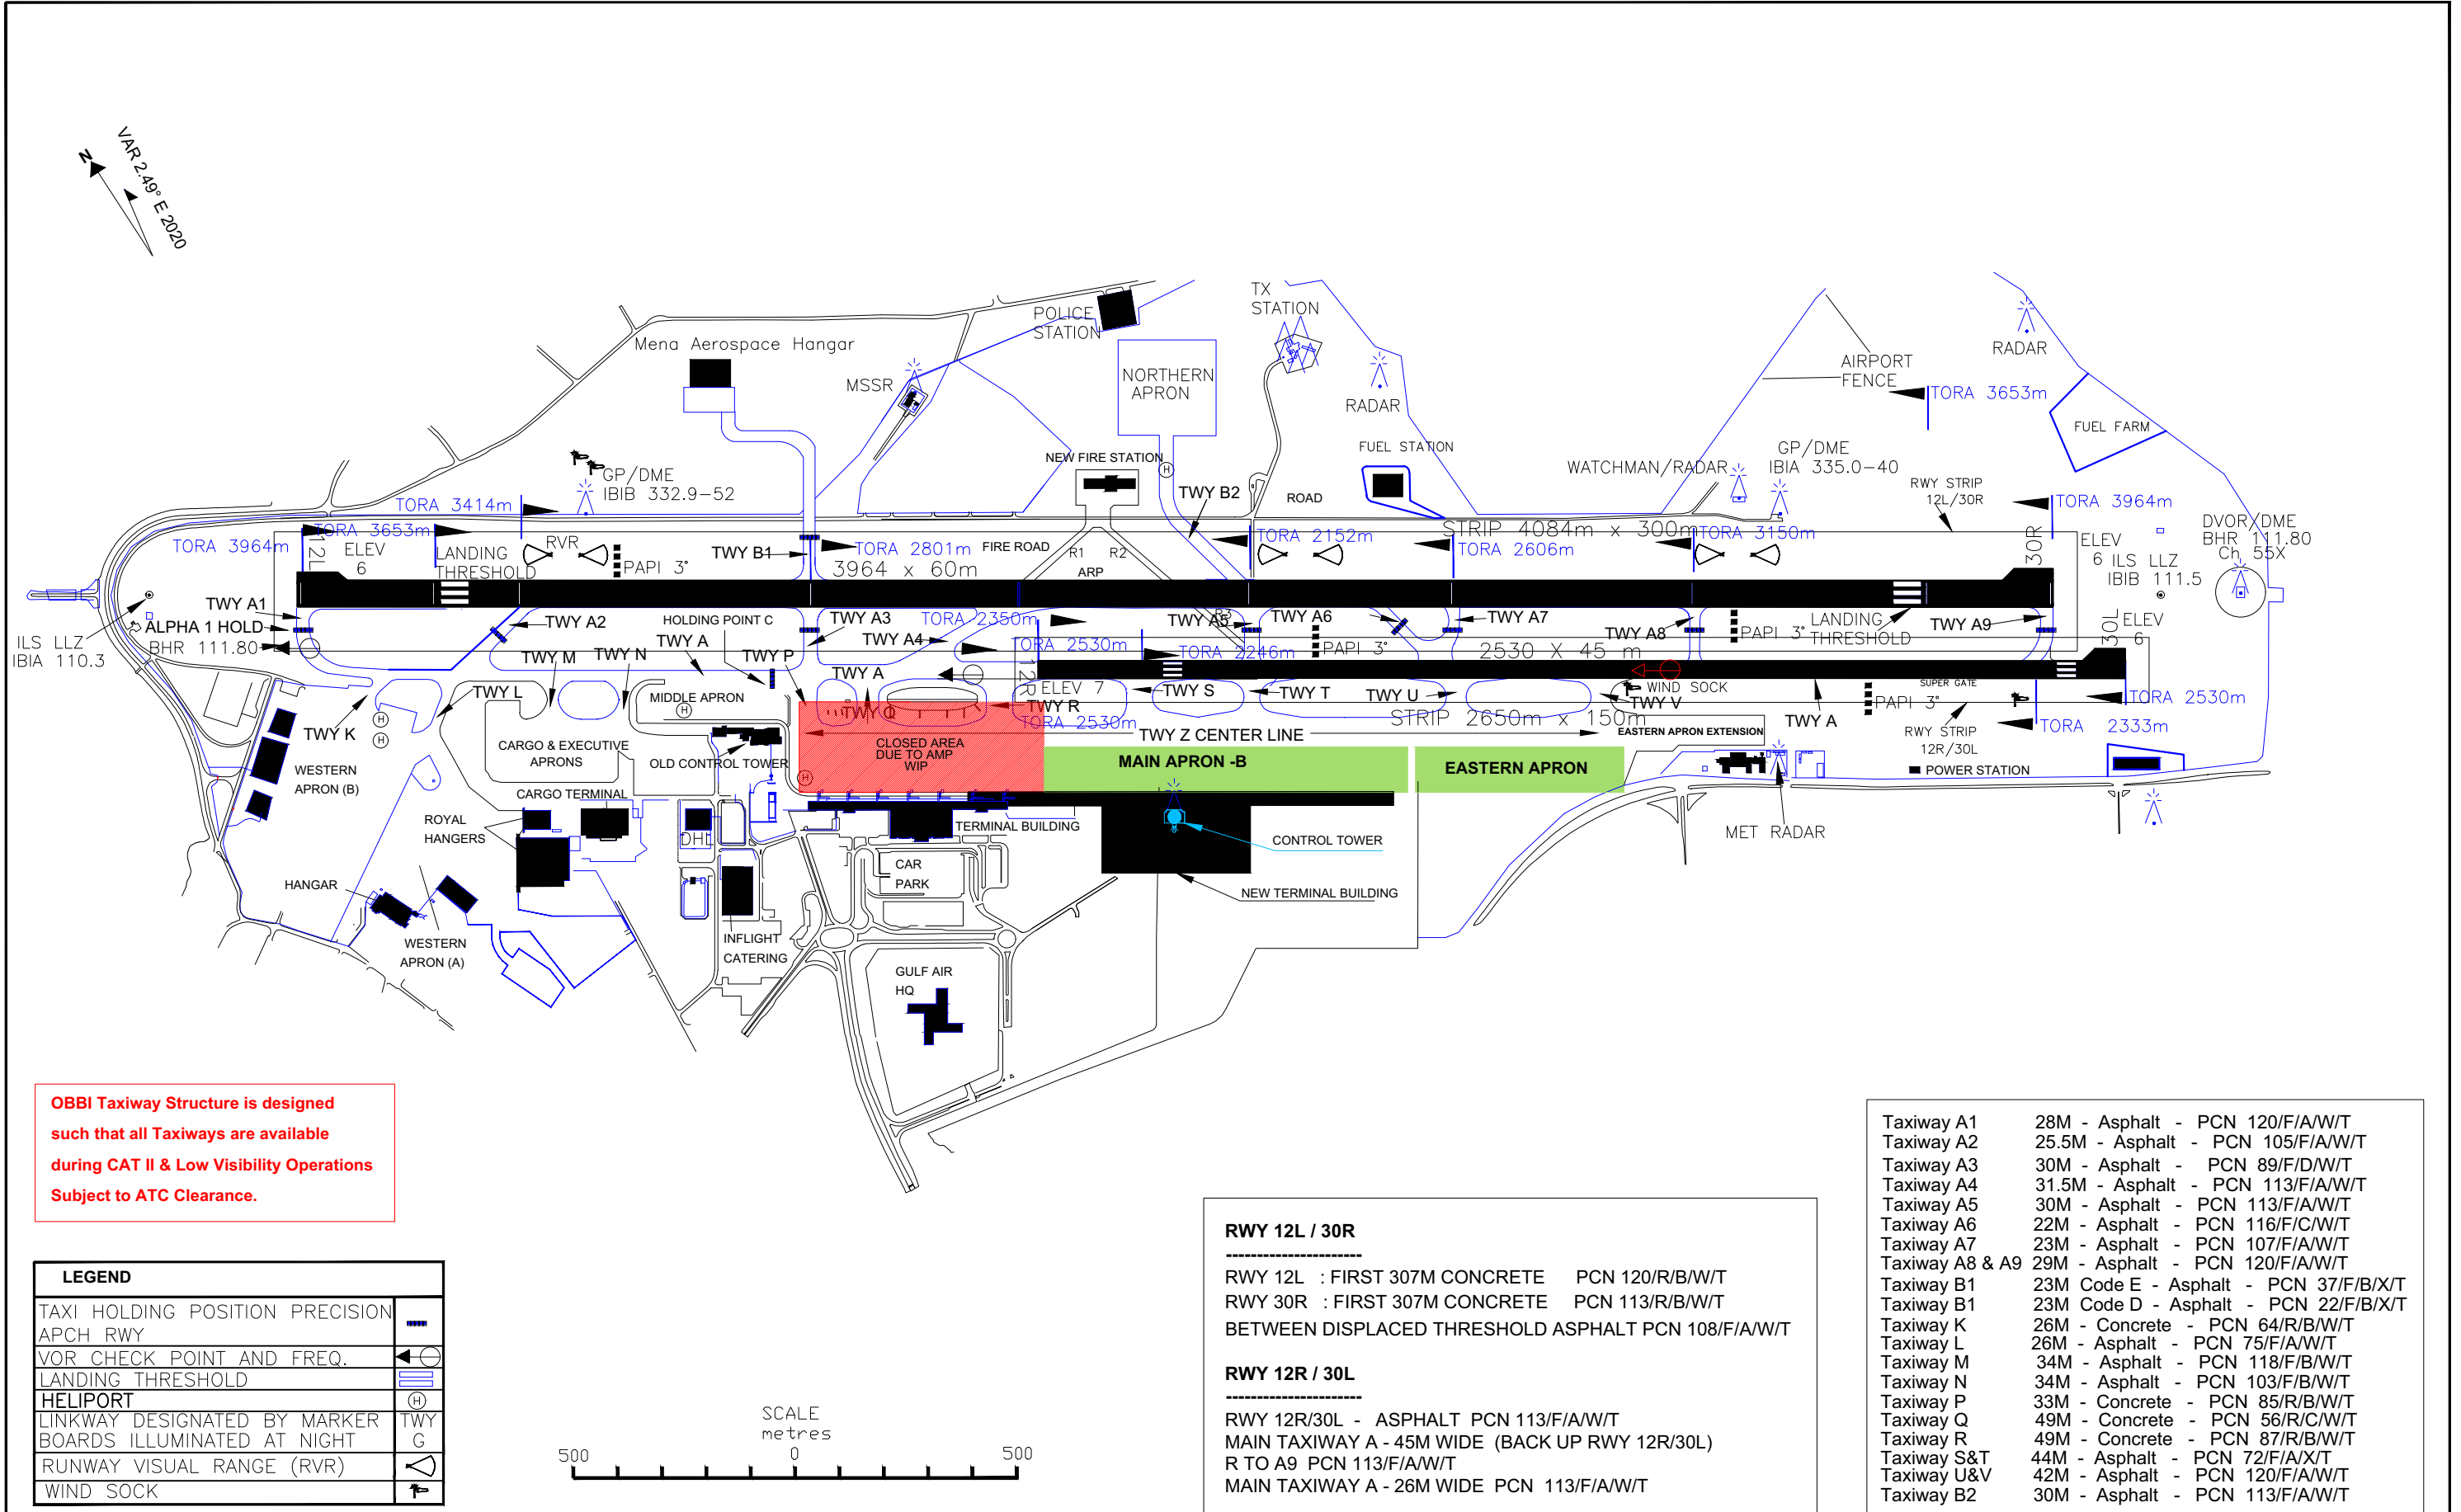 N
VAR 2.49° E 2020
POLICE
STATION
TX
STATION
Mena Aerospace Hangar
MSSR
NORTHERN
APRON
RADAR
RADAR
AIRPORT
FENCE
TORA 3653m
FUEL FARM
FUEL STATION
NEW FIRE STATION
H
GP/DME
IBIB 332.9-52
WATCHMAN/RADAR
GP/DME
IBIA 335.0-40
RWY STRIP
12L/30R
TWY B2
ROAD
TORA 3414m
TORA 3653m
TORA 3964m
12L
ELEV
6
LANDING
THRESHOLD
RVR
PAPI 3°
TWY B1
TORA 2801m
3964 x 60m
FIRE ROAD
R1
R2
ARP
TORA 2152m
STRIP 4084m x 300m
TORA 2606m
TORA 3150m
TORA 3964m
30R
ELEV
6
ILS LLZ
IBIB 111.5
DVOR/DME
BHR 111.80
Ch 55X
TWY A1
ALPHA 1 HOLD
BHR 111.80
ILS LLZ
IBIA 110.3
TWY A2
HOLDING POINT C
TWY A
TWY A3
TWY A4
TORA 2350m
R3
TWY A5
TWY A6
TWY A7
TWY A8
PAPI 3°
LANDING
THRESHOLD
TWY A9
30L
ELEV
6
TWY M
TWY N
TWY P
TWY A
TORA 2530m
TORA 2246m
PAPI 3°
2530 X 45 m
12R
ELEV 7
TWY S
TWY T
TWY U
WIND SOCK
TWY V
SUPER GATE
PAPI 3°
TORA 2530m
TWY L
MIDDLE APRON
H
TWY Q
TWY R
TORA 2530m
STRIP 2650m x 150m
TWY A
TORA 2333m
TWY K
H
H
TWY Z CENTER LINE
EASTERN APRON EXTENSION
RWY STRIP
12R/30L
CARGO & EXECUTIVE
APRONS
OLD CONTROL TOWER
CLOSED AREA
DUE TO AMP
WIP
H
MAIN APRON -B
EASTERN APRON
POWER STATION
WESTERN
APRON (B)
CARGO TERMINAL
ROYAL
HANGERS
DHL
TERMINAL BUILDING
CONTROL TOWER
MET RADAR
CAR
PARK
NEW TERMINAL BUILDING
HANGAR
INFLIGHT
CATERING
WESTERN
APRON (A)
GULF AIR
HQ
OBBI Taxiway Structure is designed
such that all Taxiways are available
during CAT II & Low Visibility Operations
Subject to ATC Clearance.
LEGEND
TAXI HOLDING POSITION PRECISION
APCH RWY
VOR CHECK POINT AND FREQ.
LANDING THRESHOLD
HELIPORT H
LINKWAY DESIGNATED BY MARKER TWY
BOARDS ILLUMINATED AT NIGHT G
RUNWAY VISUAL RANGE (RVR)
WIND SOCK
SCALE
metres
500 0 500
RWY 12L / 30R
----------------------
RWY 12L : FIRST 307M CONCRETE PCN 120/R/B/W/T
RWY 30R : FIRST 307M CONCRETE PCN 113/R/B/W/T
BETWEEN DISPLACED THRESHOLD ASPHALT PCN 108/F/A/W/T
RWY 12R / 30L
----------------------
RWY 12R/30L - ASPHALT PCN 113/F/A/W/T
MAIN TAXIWAY A - 45M WIDE (BACK UP RWY 12R/30L)
R TO A9 PCN 113/F/A/W/T
MAIN TAXIWAY A - 26M WIDE PCN 113/F/A/W/T
Taxiway A1 28M - Asphalt - PCN 120/F/A/W/T
Taxiway A2 25.5M - Asphalt - PCN 105/F/A/W/T
Taxiway A3 30M - Asphalt - PCN 89/F/D/W/T
Taxiway A4 31.5M - Asphalt - PCN 113/F/A/W/T
Taxiway A5 30M - Asphalt - PCN 113/F/A/W/T
Taxiway A6 22M - Asphalt - PCN 116/F/C/W/T
Taxiway A7 23M - Asphalt - PCN 107/F/A/W/T
Taxiway A8 & A9 29M - Asphalt - PCN 120/F/A/W/T
Taxiway B1 23M Code E - Asphalt - PCN 37/F/B/X/T
Taxiway B1 23M Code D - Asphalt - PCN 22/F/B/X/T
Taxiway K 26M - Concrete - PCN 64/R/B/W/T
Taxiway L 26M - Asphalt - PCN 75/F/A/W/T
Taxiway M 34M - Asphalt - PCN 118/F/B/W/T
Taxiway N 34M - Asphalt - PCN 103/F/B/W/T
Taxiway P 33M - Concrete - PCN 85/R/B/W/T
Taxiway Q 49M - Concrete - PCN 56/R/C/W/T
Taxiway R 49M - Concrete - PCN 87/R/B/W/T
Taxiway S&T 44M - Asphalt - PCN 72/F/A/X/T
Taxiway U&V 42M - Asphalt - PCN 120/F/A/W/T
Taxiway B2 30M - Asphalt - PCN 113/F/A/W/T